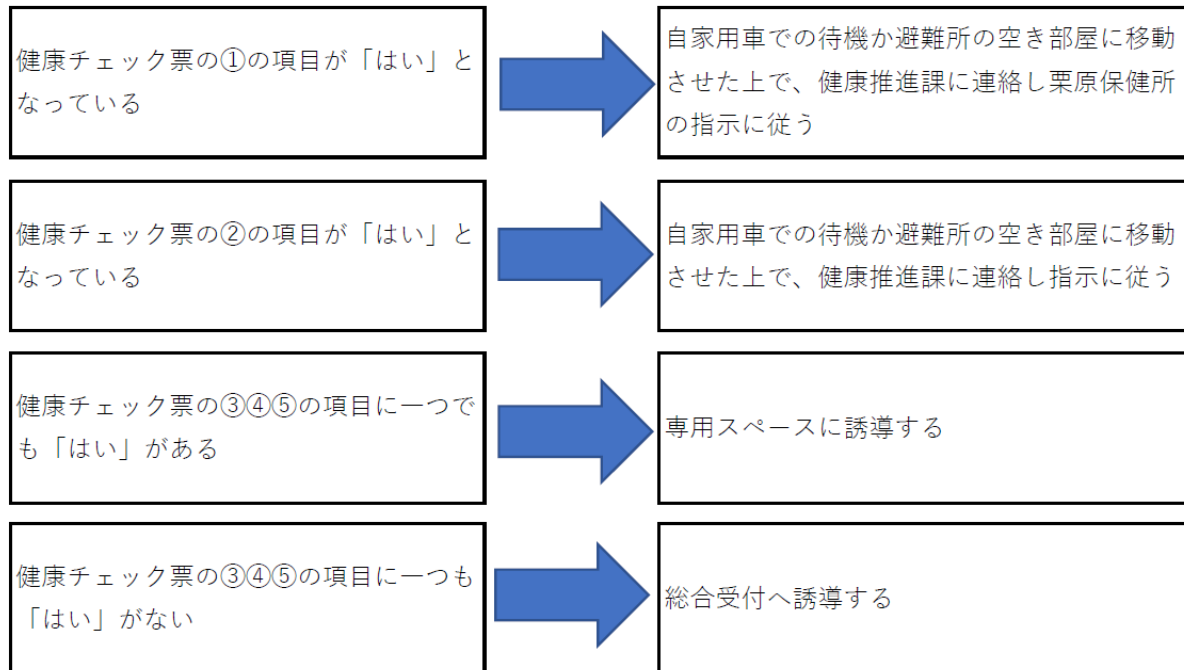 健康チェック票の①の項目が「はい」と
なっている
自家用車での待機か避難所の空き部屋に移動
させた上で、健康推進課に連絡し栗原保健所
の指示に従う
健康チェック票の②の項目が「はい」と
なっている
自家用車での待機か避難所の空き部屋に移動
させた上で、健康推進課に連絡し指示に従う
健康チェック票の③④⑤の項目に一つで
も「はい」がある
専用スペースに誘導する
健康チェック票の③④⑤の項目に一つも
「はい」がない
総合受付へ誘導する